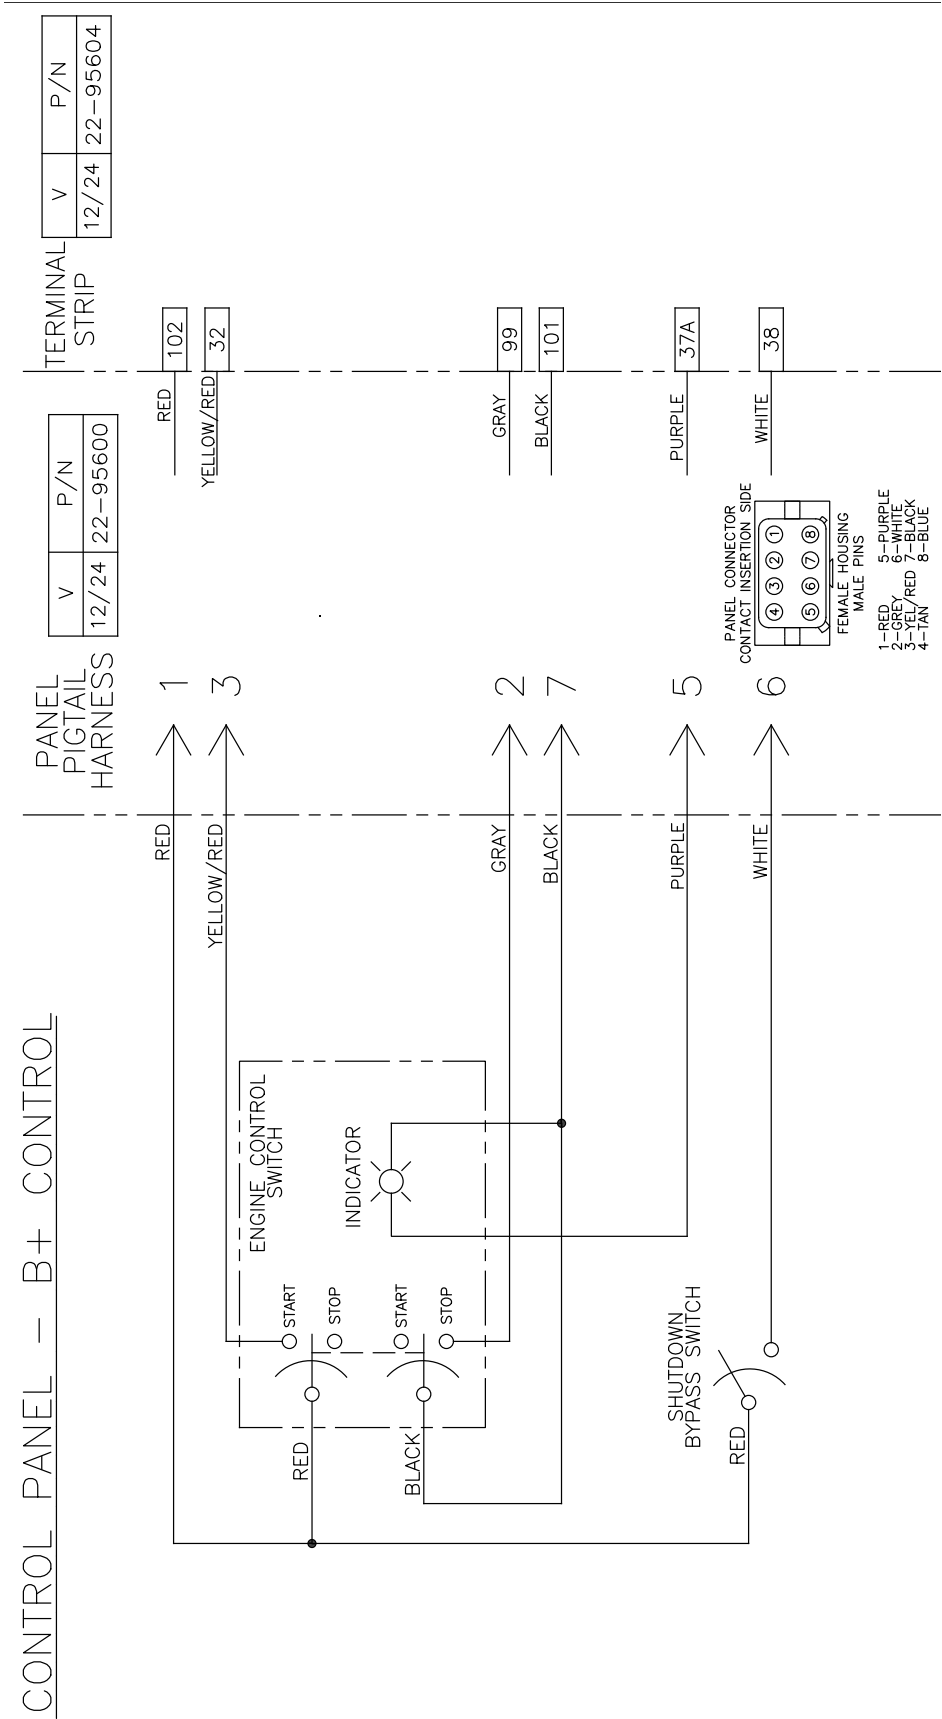 CONTROL PANEL - B+ CONTROL
PANEL
PIGTAIL
HARNESS
V P/N
12/24 22-95600
TERMINAL
STRIP
V P/N
12/24 22-95604
RED
1
RED
102
YELLOW/RED
3
YELLOW/RED
32
ENGINE CONTROL
SWITCH
START
STOP
RED
INDICATOR
START
STOP
BLACK
GRAY
2
GRAY
99
BLACK
7
BLACK
101
SHUTDOWN
BYPASS SWITCH
RED
PURPLE
5
PURPLE
37A
WHITE
6
WHITE
38
PANEL CONNECTOR
CONTACT INSERTION SIDE
4 3 2 1
5 6 7 8
FEMALE HOUSING
MALE PINS
1-RED 5-PURPLE
2-GREY 6-WHITE
3-YEL/RED 7-BLACK
4-TAN 8-BLUE